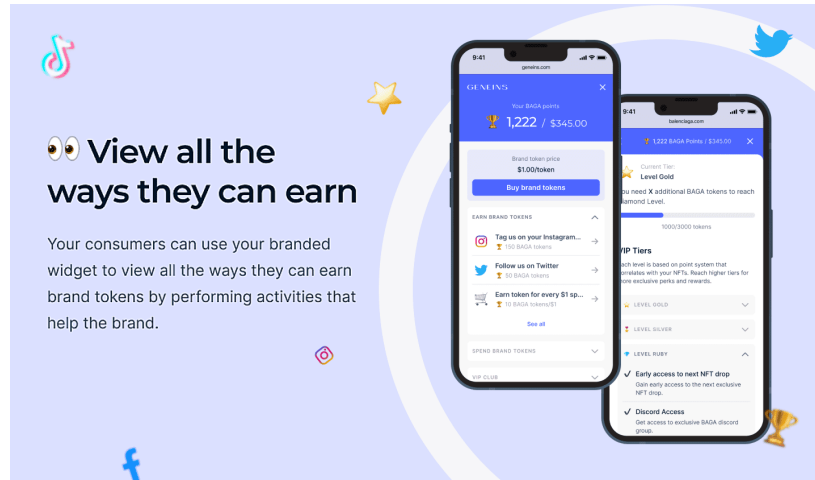 View all the
ways they can earn
Your consumers can use your branded
widget to view all the ways they can earn
brand tokens by performing activities that
help the brand.
9:41
geneins.com
GENEINS
Your BAGA points
1,222 / $345.00
Brand token price
$1.00/token
Buy brand tokens
EARN BRAND TOKENS
Tag us on your Instagram...
150 BAGA tokens
Follow us on Twitter
50 BAGA tokens
Earn token for every $1 sp...
10 BAGA tokens/$1
See all
SPEND BRAND TOKENS
VIP CLUB
9:41
balenciaga.com
1,222 BAGA Points / $345.00
Current Tier:
Level Gold
ou need X additional BAGA tokens to reach
iamond Level.
1000/3000 tokens
VIP Tiers
ach level is based on point system that
orrelates with your NFTs. Reach higher tiers for
ore exclusive perks and rewards.
LEVEL GOLD
LEVEL SILVER
LEVEL RUBY
Early access to next NFT drop
Gain early access to the next exclusive
NFT drop.
Discord Access
Get access to exclusive BAGA discord
group.